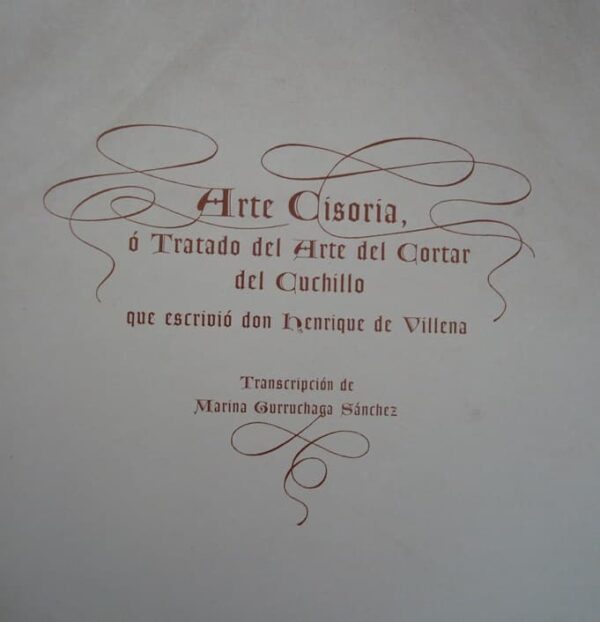 Arte Cisoria,
ó Tratado del Arte del Cortar
del Cuchillo
que escrivió don Henrique de Villena
Transcripción de
Marina Gurruchaga Sánchez